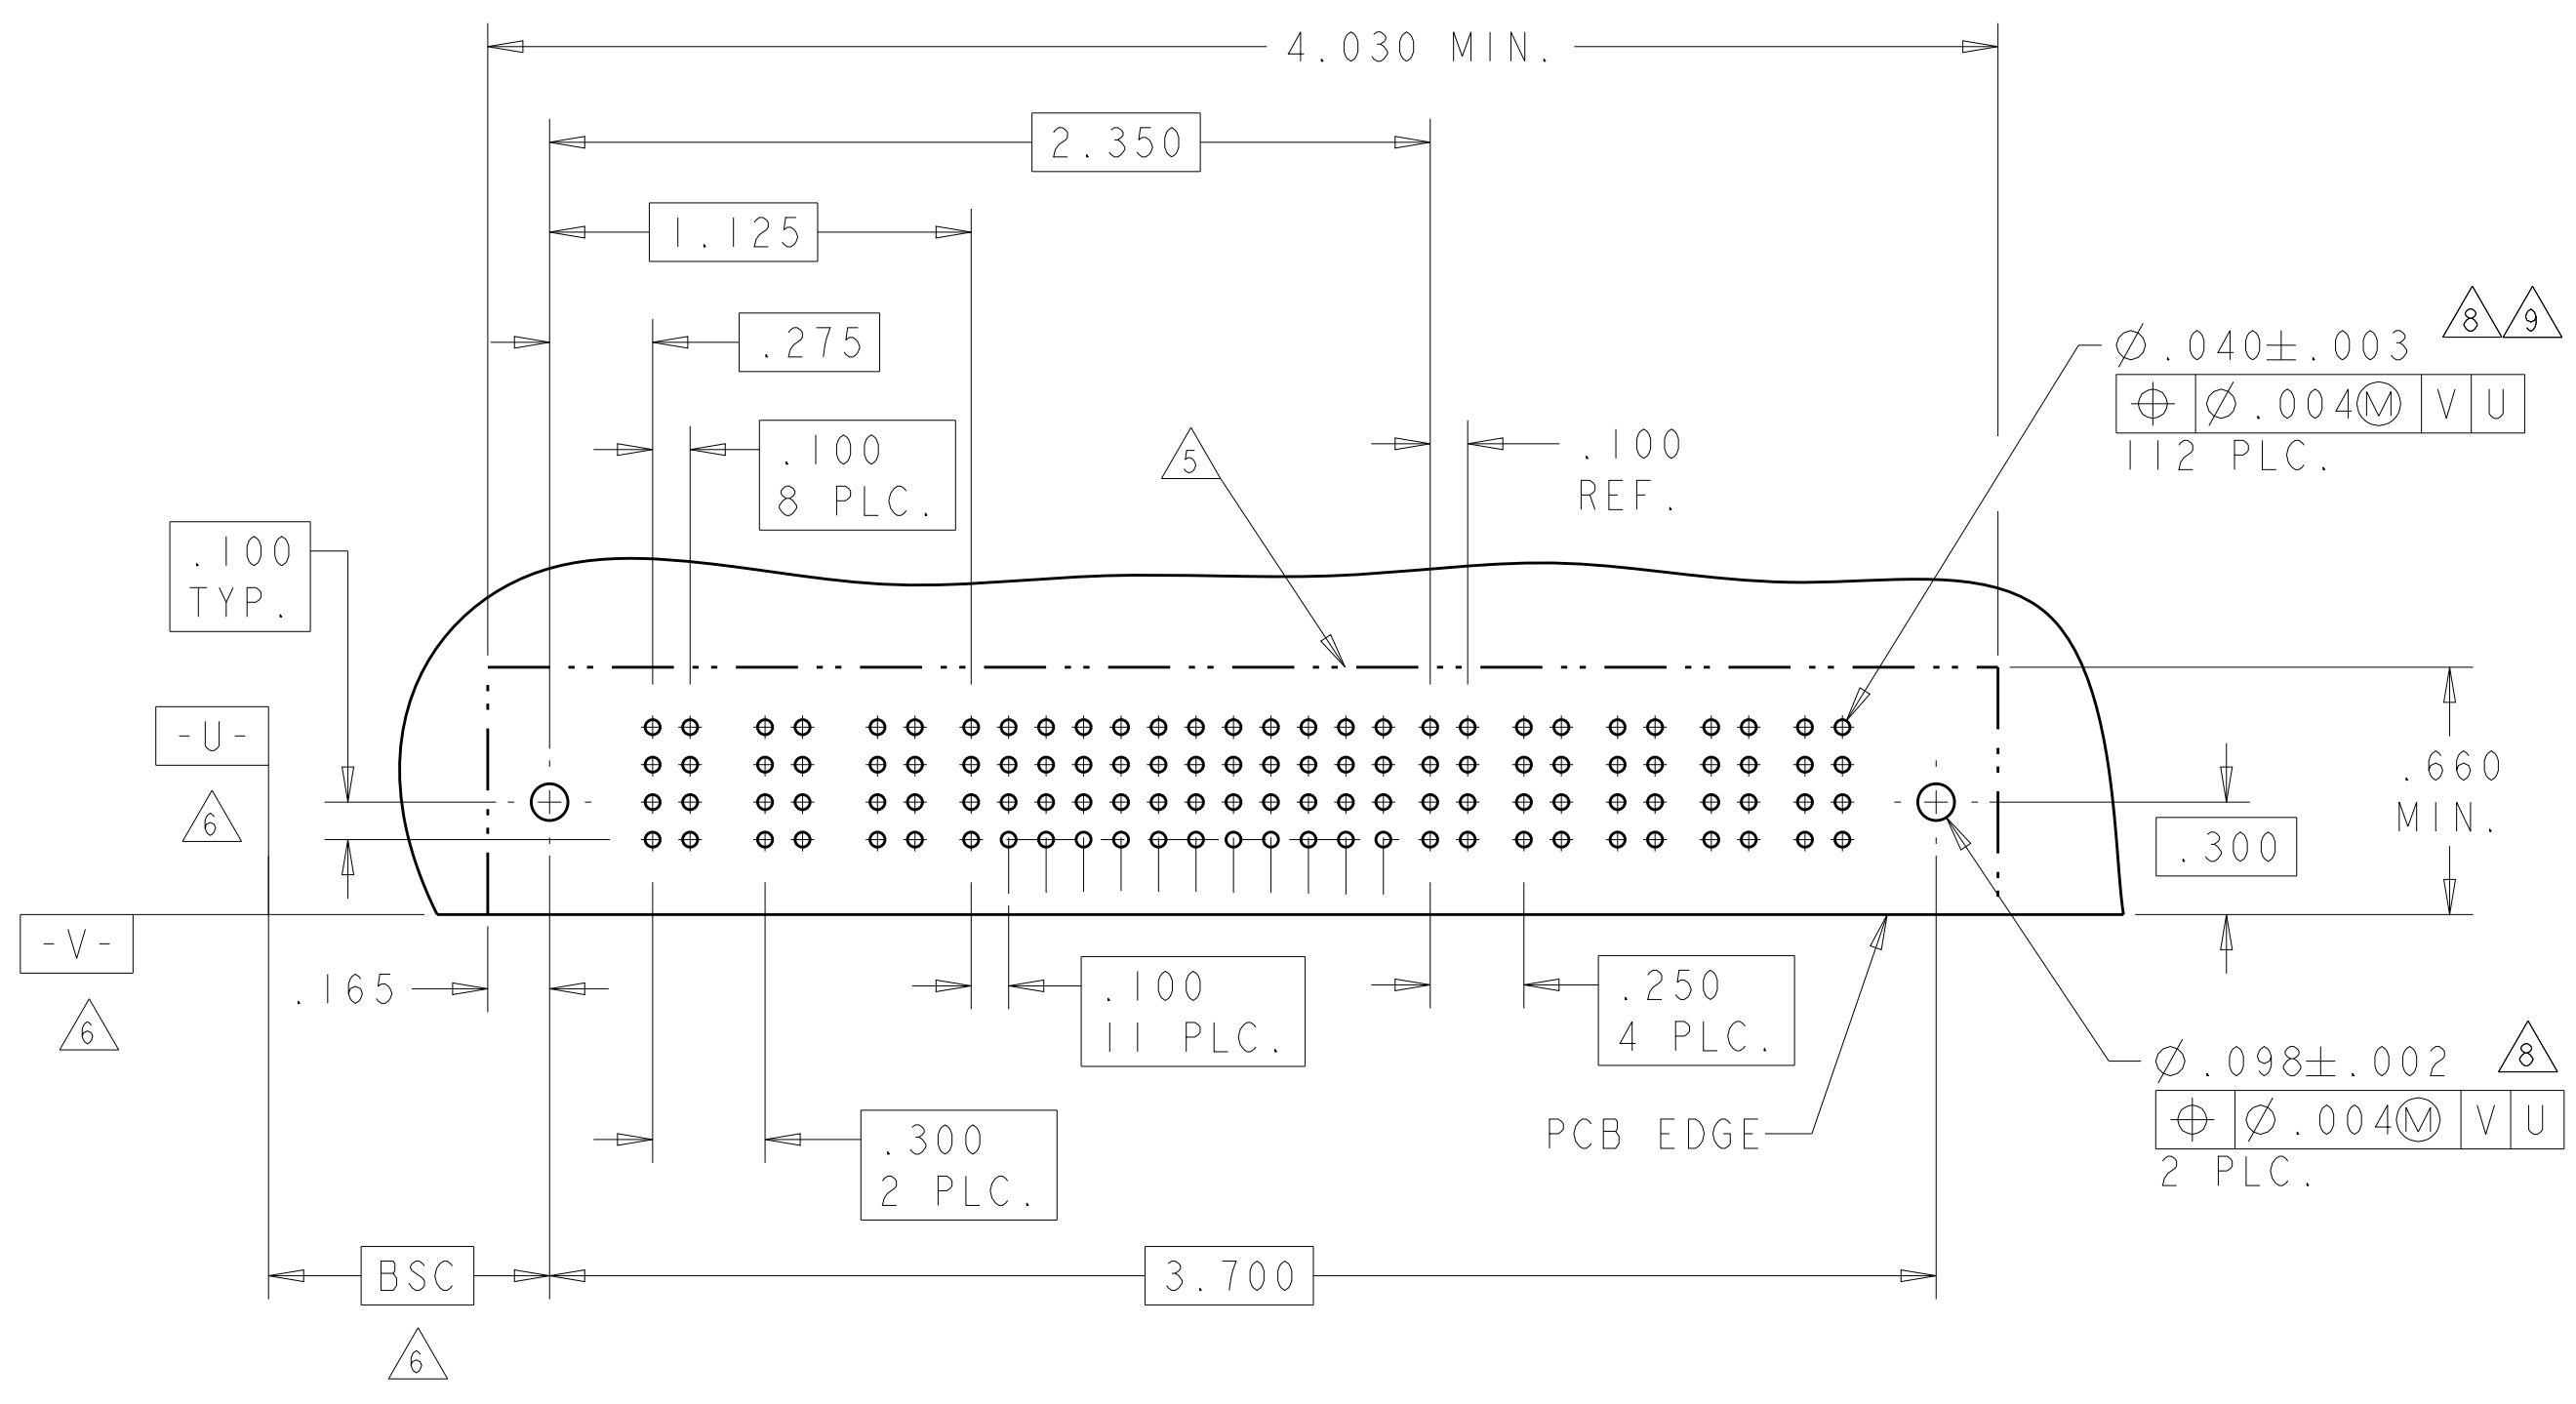 4.030 MIN.
2.350
1.125
.275
.100
8 PLC.
5
.100
REF.
8 9
Ø.040±.003
⌖ Ø.004Ⓜ V U
112 PLC.
.100
TYP.
-U-
6
.660
MIN.
.300
-V-
6
.165
.100
11 PLC.
.250
4 PLC.
Ø.098±.002 8
⌖ Ø.004Ⓜ V U
2 PLC.
PCB EDGE
.300
2 PLC.
BSC
3.700
6